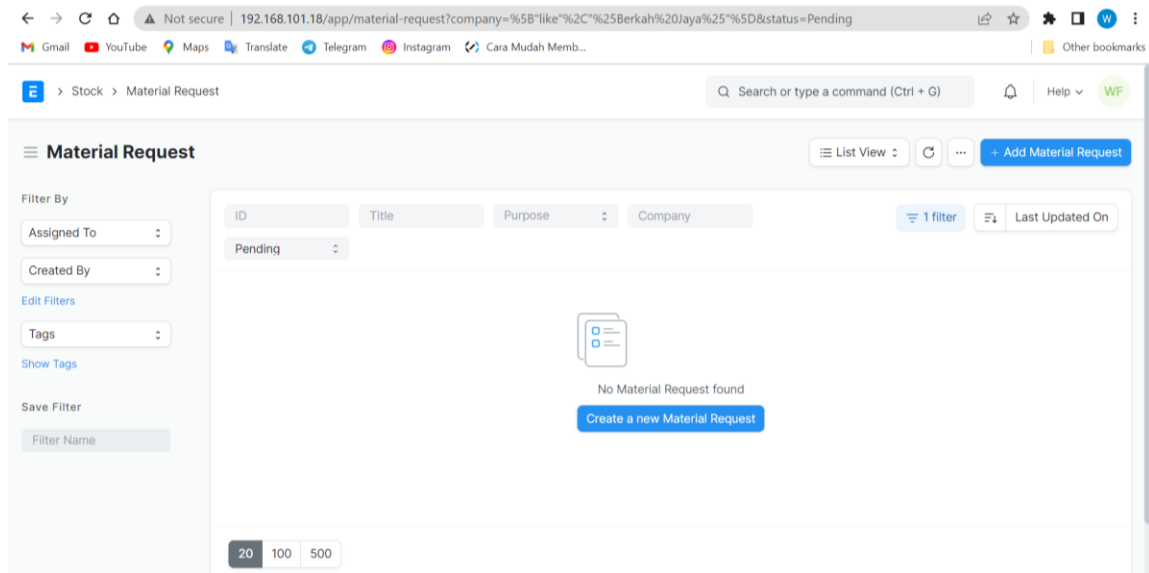 Not secure | 192.168.101.18/app/material-request?company=%5B"like"%2C"%25Berkah%20Jaya%25"%5D&status=Pending W
Gmail YouTube Maps Translate Telegram Instagram Cara Mudah Memb... Other bookmarks
E > Stock > Material Request Search or type a command (Ctrl + G) Help WF
Material Request List View ... + Add Material Request
Filter By
ID Title Purpose Company 1 filter Last Updated On
Assigned To
Pending
Created By
Edit Filters
Tags
Show Tags
No Material Request found
Save Filter
Create a new Material Request
Filter Name
20 100 500